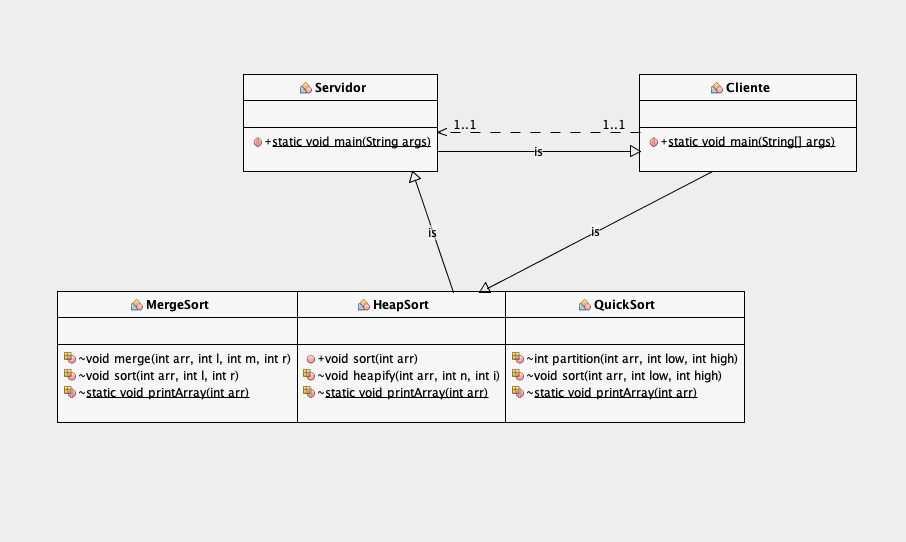 Servidor
Cliente
1..1
1..1
+static void main(String args)
+static void main(String[] args)
is
is
is
MergeSort
HeapSort
QuickSort
~void merge(int arr, int l, int m, int r)
~void sort(int arr, int l, int r)
~static void printArray(int arr)
+void sort(int arr)
~void heapify(int arr, int n, int i)
~static void printArray(int arr)
~int partition(int arr, int low, int high)
~void sort(int arr, int low, int high)
~static void printArray(int arr)